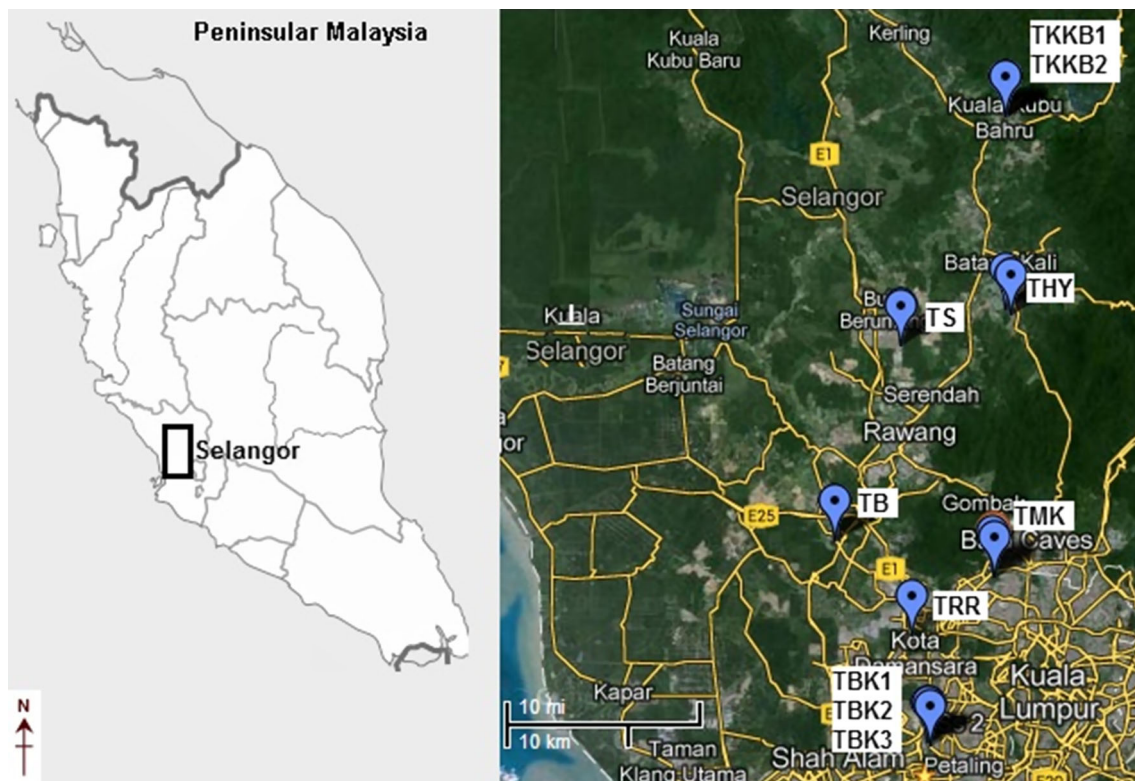 Peninsular Malaysia
Selangor
N
Kerling
TKKB1
TKKB2
Kuala
Kubu Baru
Kuala Kubu
Bahru
E1
Selangor
Batang Kali
THY
TS
Sungai
Selangor
Kuala
Selangor
Batang
Berjuntai
Serendah
Rawang
TB
E25
Gombak
TMK
Caves
E1
TRR
Kota
Damansara
Kuala
Lumpur
TBK1
TBK2
TBK3
Kapar
10 mi
10 km
Taman
Klang Utama
Shah Alam
Petaling